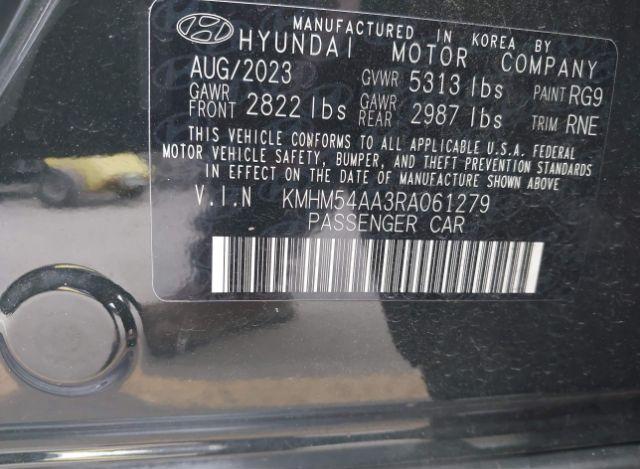 MANUFACTURED IN KOREA BY
HYUNDAI MOTOR COMPANY
AUG/2023 GVWR 5313 lbs PAINT RG9
GAWR FRONT 2822 lbs GAWR REAR 2987 lbs TRIM RNE
THIS VEHICLE CONFORMS TO ALL APPLICABLE U.S.A. FEDERAL
MOTOR VEHICLE SAFETY, BUMPER, AND THEFT PREVENTION STANDARDS
IN EFFECT ON THE DATE OF MANUFACTURE SHOWN ABOVE
V.I.N KMHM54AA3RA061279
PASSENGER CAR